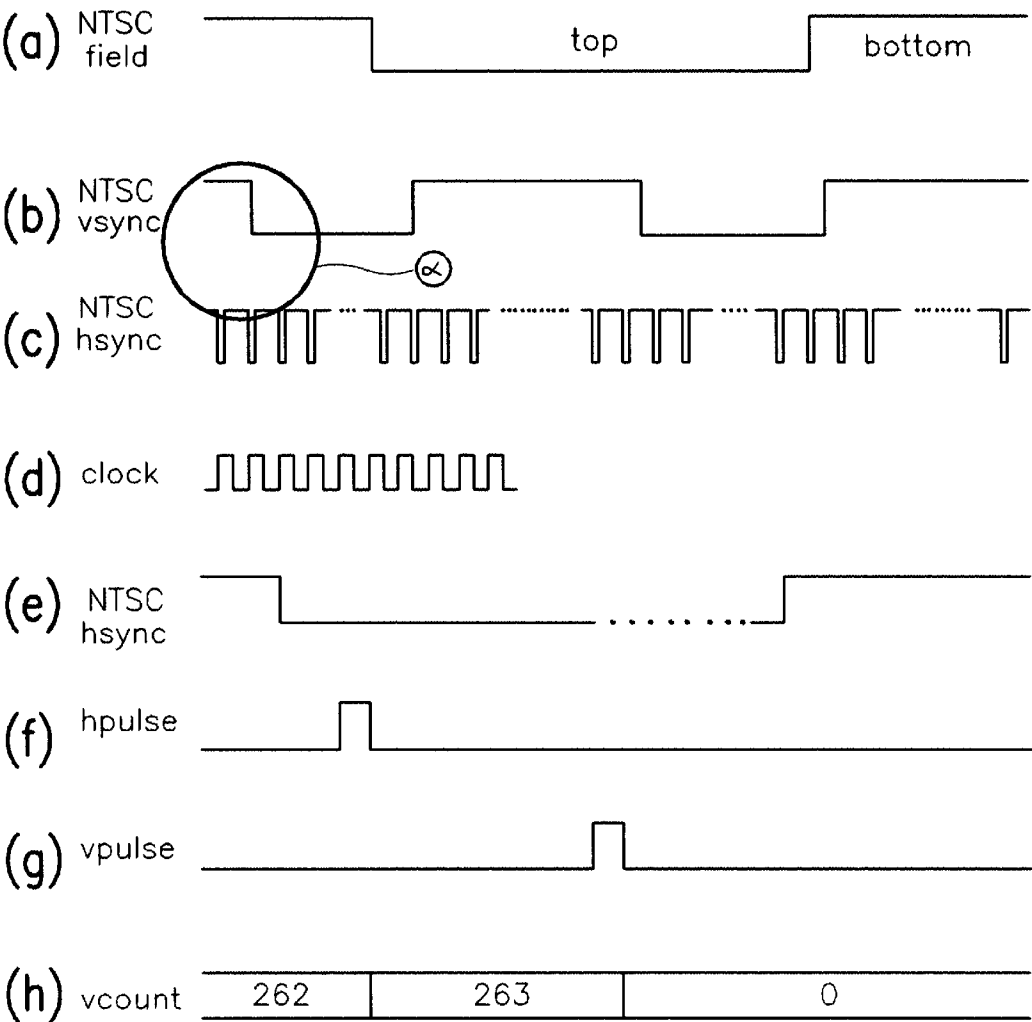 (a) NTSC field
top
bottom
(b) NTSC vsync
α
(c) NTSC hsync
(d) clock
(e) NTSC hsync
(f) hpulse
(g) vpulse
(h) vcount
262
263
0